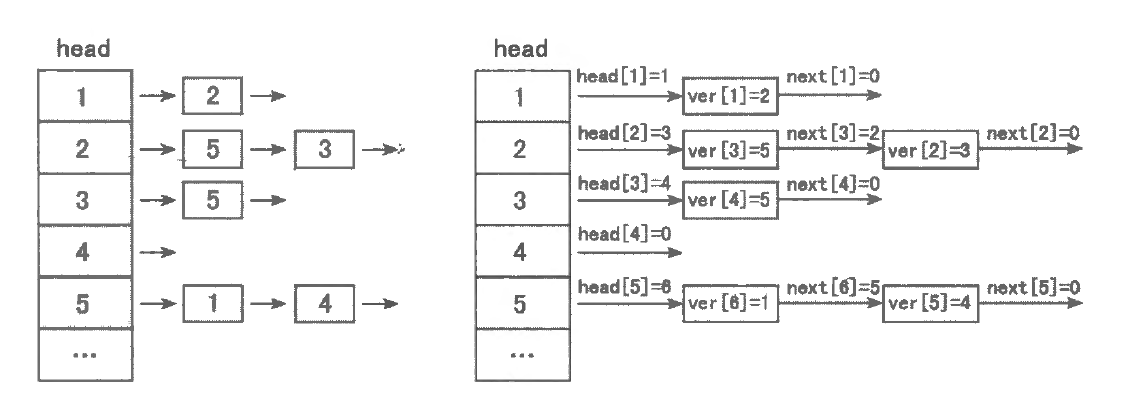 head
1 2
2 5 3
3 5
4
5 1 4
...
head
1 head[1]=1 ver[1]=2 next[1]=0
2 head[2]=3 ver[3]=5 next[3]=2 ver[2]=3 next[2]=0
3 head[3]=4 ver[4]=5 next[4]=0
4 head[4]=0
5 head[5]=6 ver[6]=1 next[6]=5 ver[5]=4 next[5]=0
...